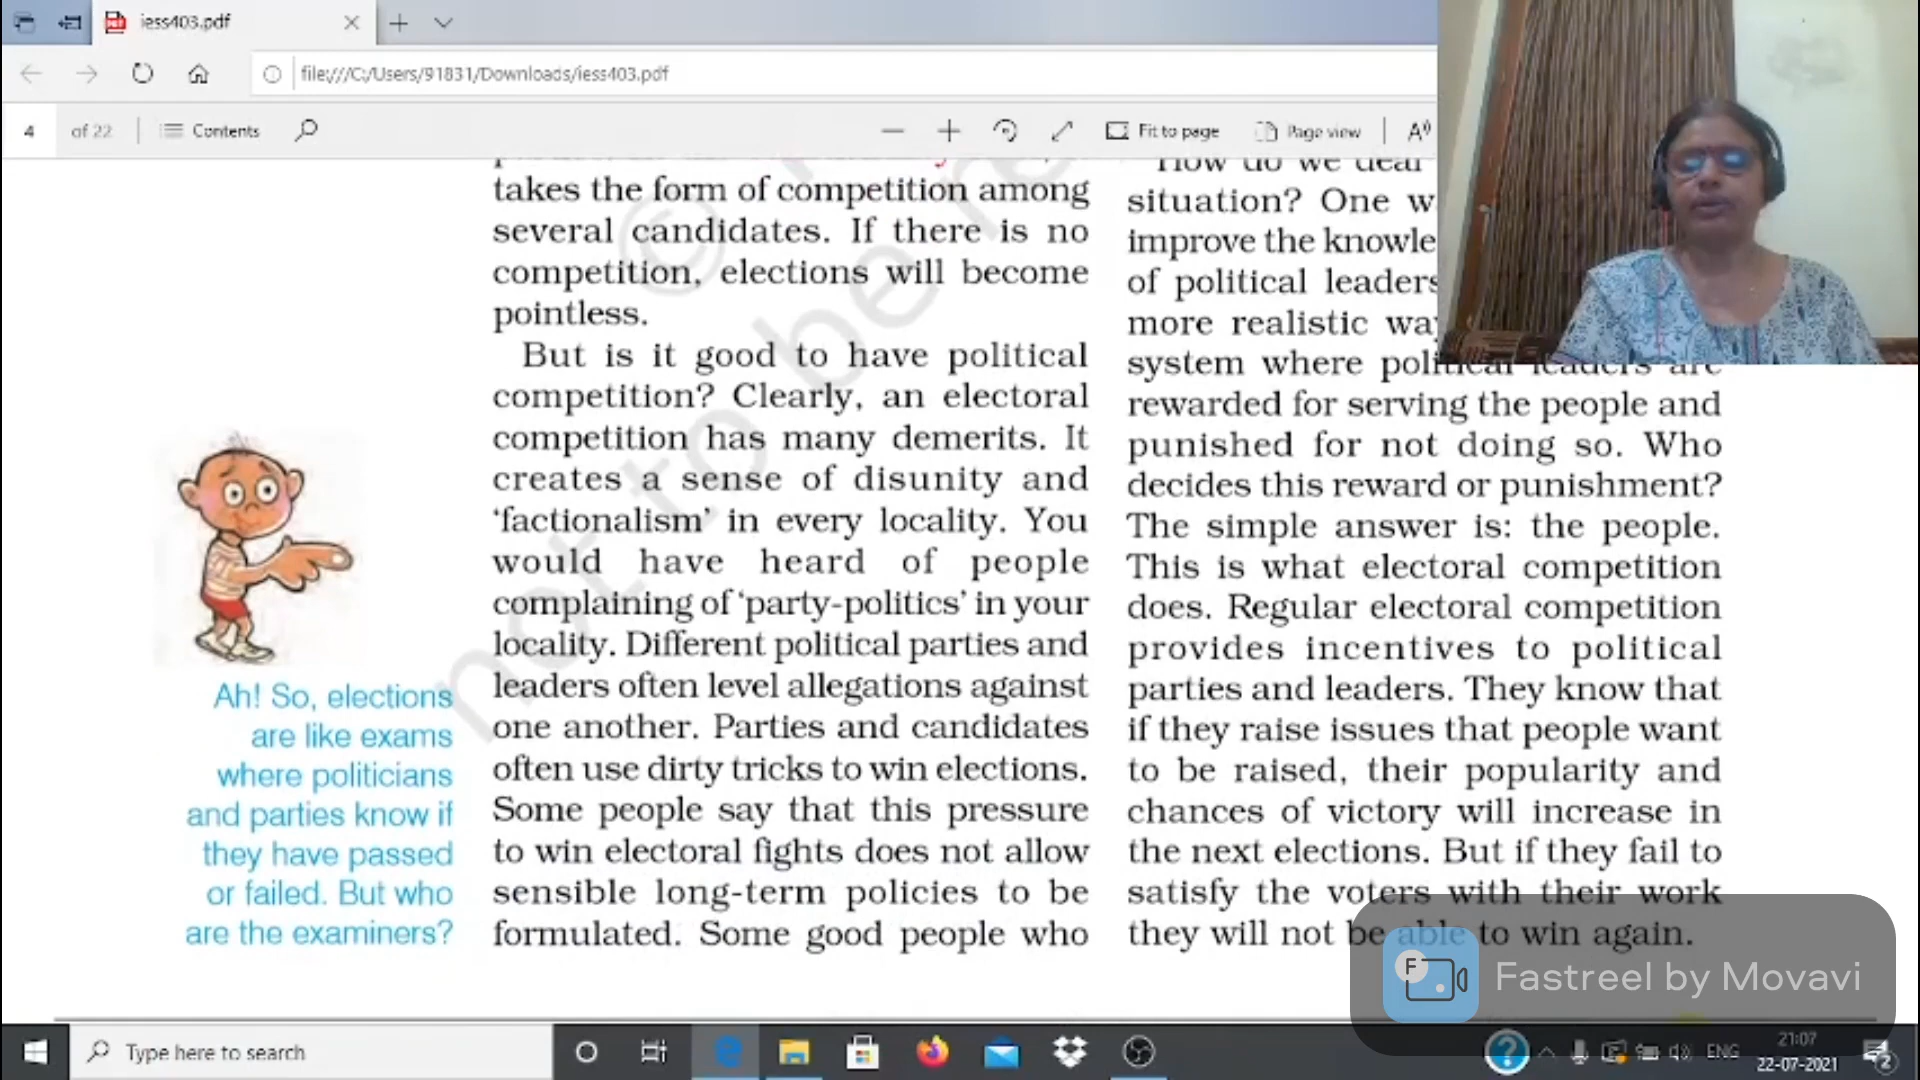 iess403.pdf
file:///C:/Users/91831/Downloads/iess403.pdf
4 of 22 Contents Fit to page Page view
takes the form of competition among
several candidates. If there is no
competition, elections will become
pointless.
But is it good to have political
competition? Clearly, an electoral
competition has many demerits. It
creates a sense of disunity and
‘factionalism’ in every locality. You
would have heard of people
complaining of ‘party-politics’ in your
locality. Different political parties and
leaders often level allegations against
one another. Parties and candidates
often use dirty tricks to win elections.
Some people say that this pressure
to win electoral fights does not allow
sensible long-term policies to be
formulated. Some good people who
How do we deal
situation? One
improve the
of political leaders
more realistic
system where political leaders are
rewarded for serving the people and
punished for not doing so. Who
decides this reward or punishment?
The simple answer is: the people.
This is what electoral competition
does. Regular electoral competition
provides incentives to political
parties and leaders. They know that
if they raise issues that people want
to be raised, their popularity and
chances of victory will increase in
the next elections. But if they fail to
satisfy the voters with their work
they will not be able to win again.
Ah! So, elections
are like exams
where politicians
and parties know if
they have passed
or failed. But who
are the examiners?
not to be
F Fastreel by Movavi
Type here to search
ENG
21:07
22-07-2021
2